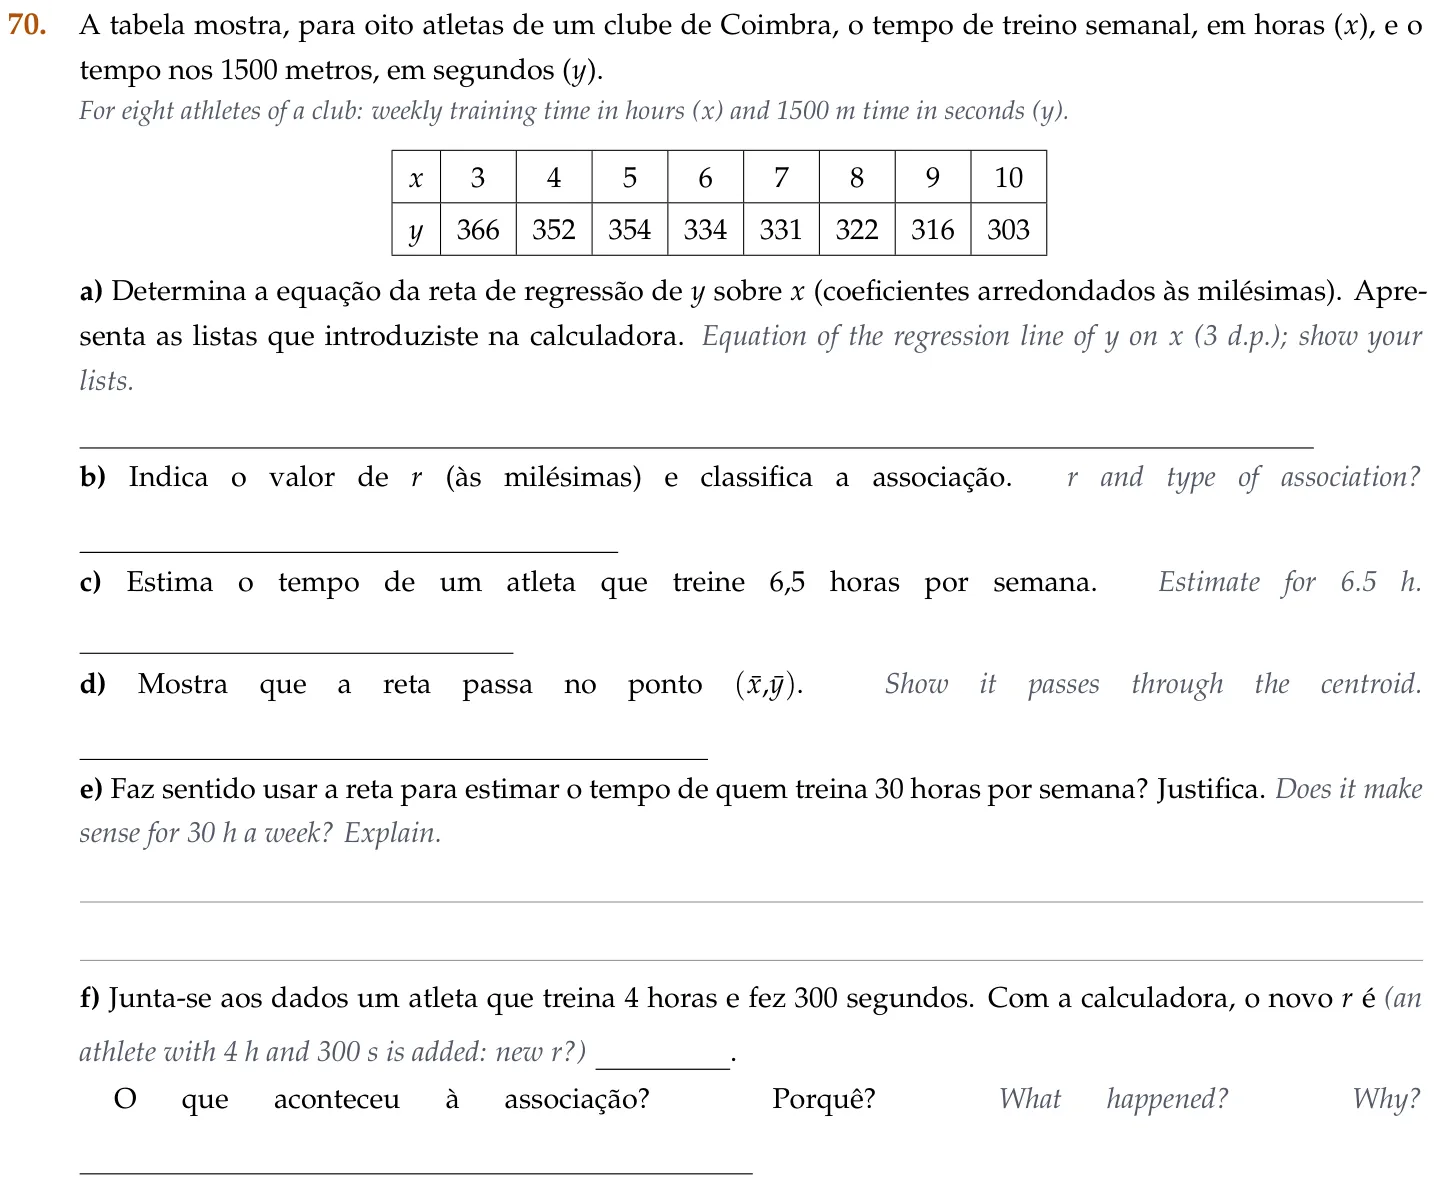 70. A tabela mostra, para oito atletas de um clube de Coimbra, o tempo de treino semanal, em horas (x), e o
tempo nos 1500 metros, em segundos (y).
For eight athletes of a club: weekly training time in hours (x) and 1500 m time in seconds (y).
x 3 4 5 6 7 8 9 10
y 366 352 354 334 331 322 316 303
a) Determina a equação da reta de regressão de y sobre x (coeficientes arredondados às milésimas). Apre-
senta as listas que introduziste na calculadora. Equation of the regression line of y on x (3 d.p.); show your
lists.
b) Indica o valor de r (às milésimas) e classifica a associação. r and type of association?
c) Estima o tempo de um atleta que treine 6,5 horas por semana. Estimate for 6.5 h.
d) Mostra que a reta passa no ponto (x̄,ȳ). Show it passes through the centroid.
e) Faz sentido usar a reta para estimar o tempo de quem treina 30 horas por semana? Justifica. Does it make
sense for 30 h a week? Explain.
f) Junta-se aos dados um atleta que treina 4 horas e fez 300 segundos. Com a calculadora, o novo r é (an
athlete with 4 h and 300 s is added: new r?) ________.
O que aconteceu à associação? Porquê? What happened? Why?